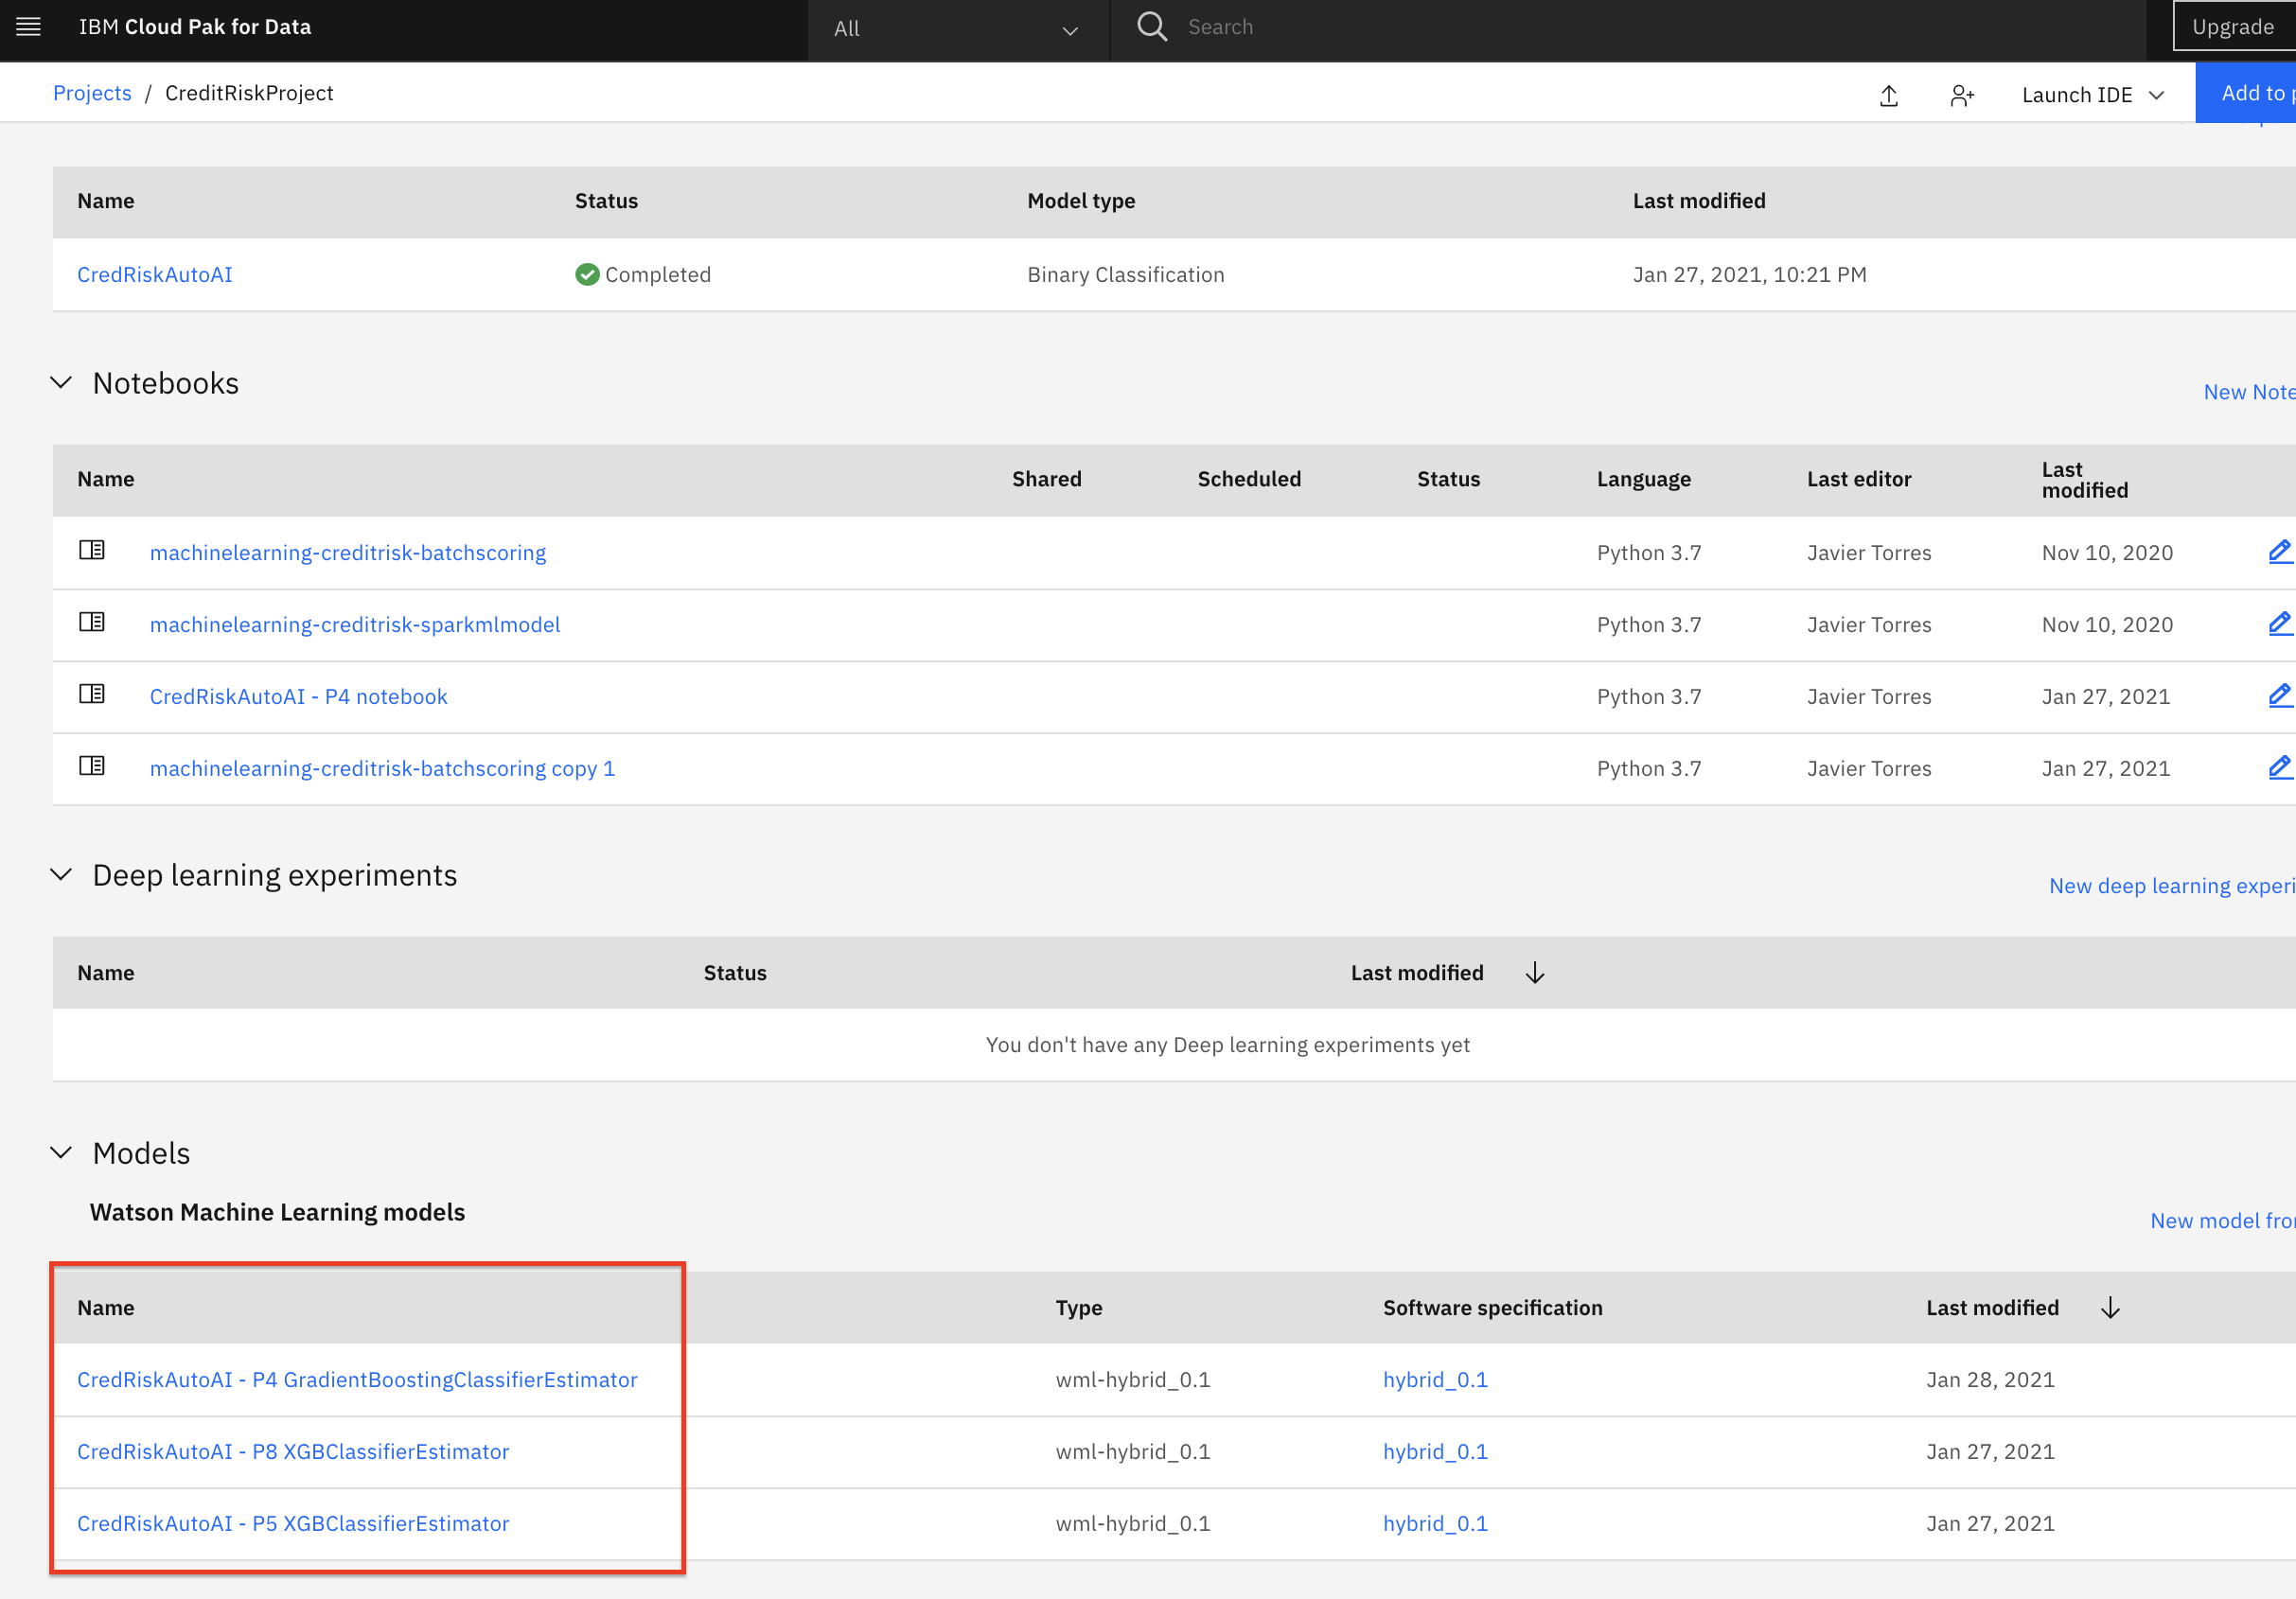 IBM Cloud Pak for Data All Search Upgrade
Projects / CreditRiskProject Launch IDE Add to
Name Status Model type Last modified
CredRiskAutoAI Completed Binary Classification Jan 27, 2021, 10:21 PM
Notebooks
New Note
Name Shared Scheduled Status Language Last editor Last modified
machinelearning-creditrisk-batchscoring Python 3.7 Javier Torres Nov 10, 2020
machinelearning-creditrisk-sparkmlmodel Python 3.7 Javier Torres Nov 10, 2020
CredRiskAutoAI - P4 notebook Python 3.7 Javier Torres Jan 27, 2021
machinelearning-creditrisk-batchscoring copy 1 Python 3.7 Javier Torres Jan 27, 2021
Deep learning experiments
New deep learning experi
Name Status Last modified
You don't have any Deep learning experiments yet
Models
Watson Machine Learning models
New model fro
Name Type Software specification Last modified
CredRiskAutoAI - P4 GradientBoostingClassifierEstimator wml-hybrid_0.1 hybrid_0.1 Jan 28, 2021
CredRiskAutoAI - P8 XGBClassifierEstimator wml-hybrid_0.1 hybrid_0.1 Jan 27, 2021
CredRiskAutoAI - P5 XGBClassifierEstimator wml-hybrid_0.1 hybrid_0.1 Jan 27, 2021